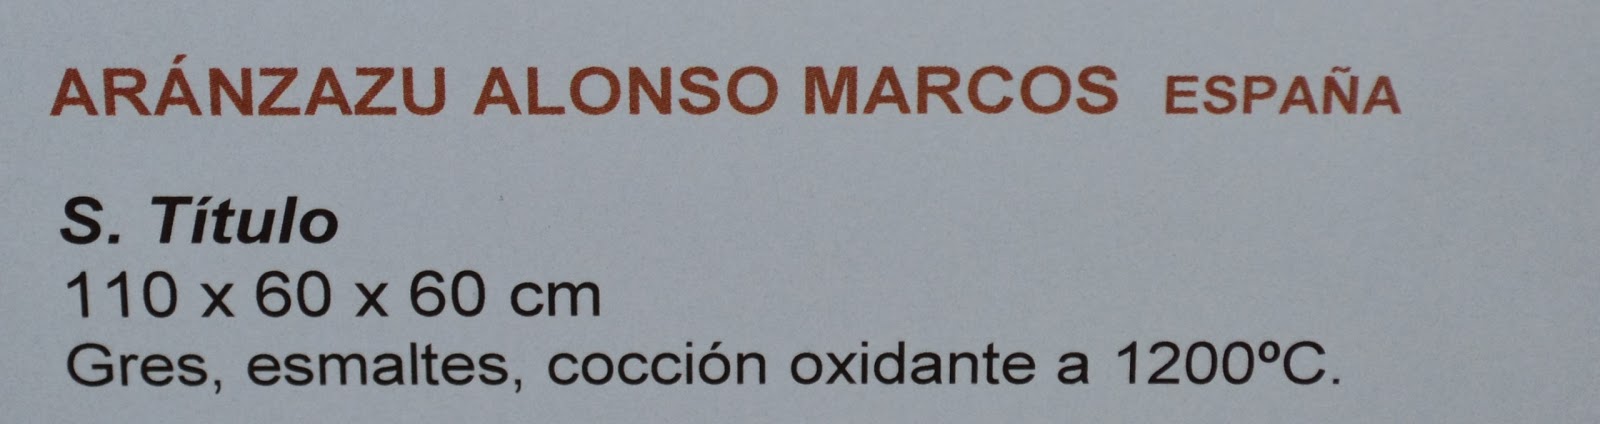 ARÁNZAZU ALONSO MARCOS ESPAÑA
S. Título
110 x 60 x 60 cm
Gres, esmaltes, cocción oxidante a 1200ºC.